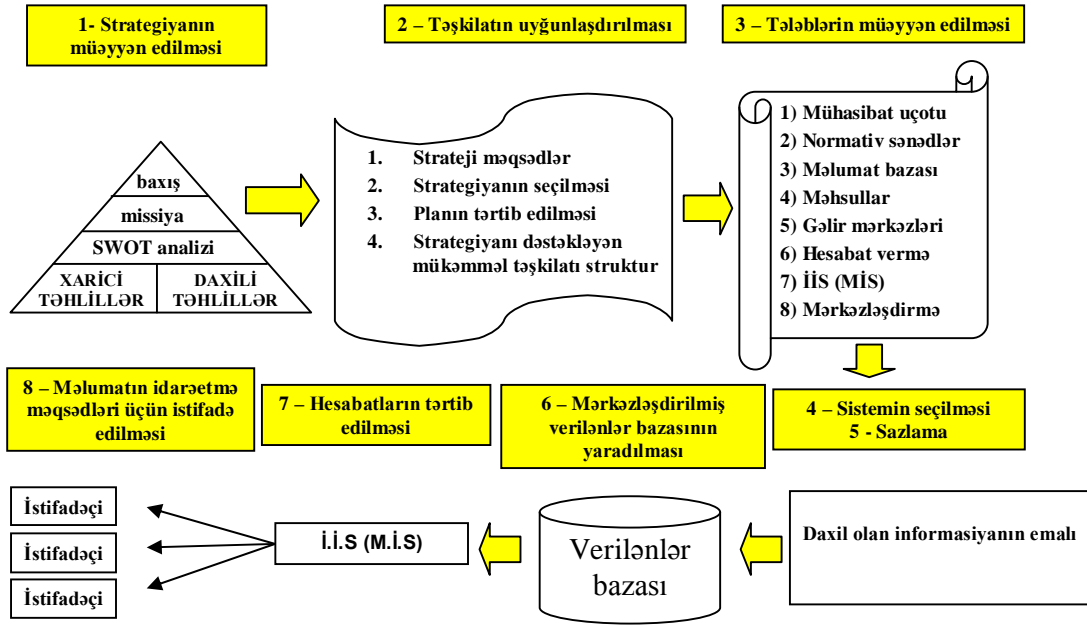 1- Strategiyanın
müəyyən edilməsi
2 – Təşkilatın uyğunlaşdırılması
3 – Tələblərin müəyyən edilməsi
baxış
missiya
SWOT analizi
XARİCİ
TƏHLİLLƏR
DAXİLİ
TƏHLİLLƏR
1. Strateji məqsədlər
2. Strategiyanın seçilməsi
3. Planın tərtib edilməsi
4. Strategiyanı dəstəkləyən
mükəmməl təşkilatı struktur
1) Mühasibat uçotu
2) Normativ sənədlər
3) Məlumat bazası
4) Məhsullar
5) Gəlir mərkəzləri
6) Hesabat vermə
7) İİS (MİS)
8) Mərkəzləşdirmə
8 – Məlumatın idarəetmə
məqsədləri üçün istifadə
edilməsi
7 – Hesabatların tərtib
edilməsi
6 – Mərkəzləşdirilmiş
verilənlər bazasının
yaradılması
4 – Sistemin seçilməsi
5 - Sazlama
İstifadəçi
İstifadəçi
İstifadəçi
İ.İ.S (M.İ.S)
Verilənlər
bazası
Daxil olan informasiyanın emalı